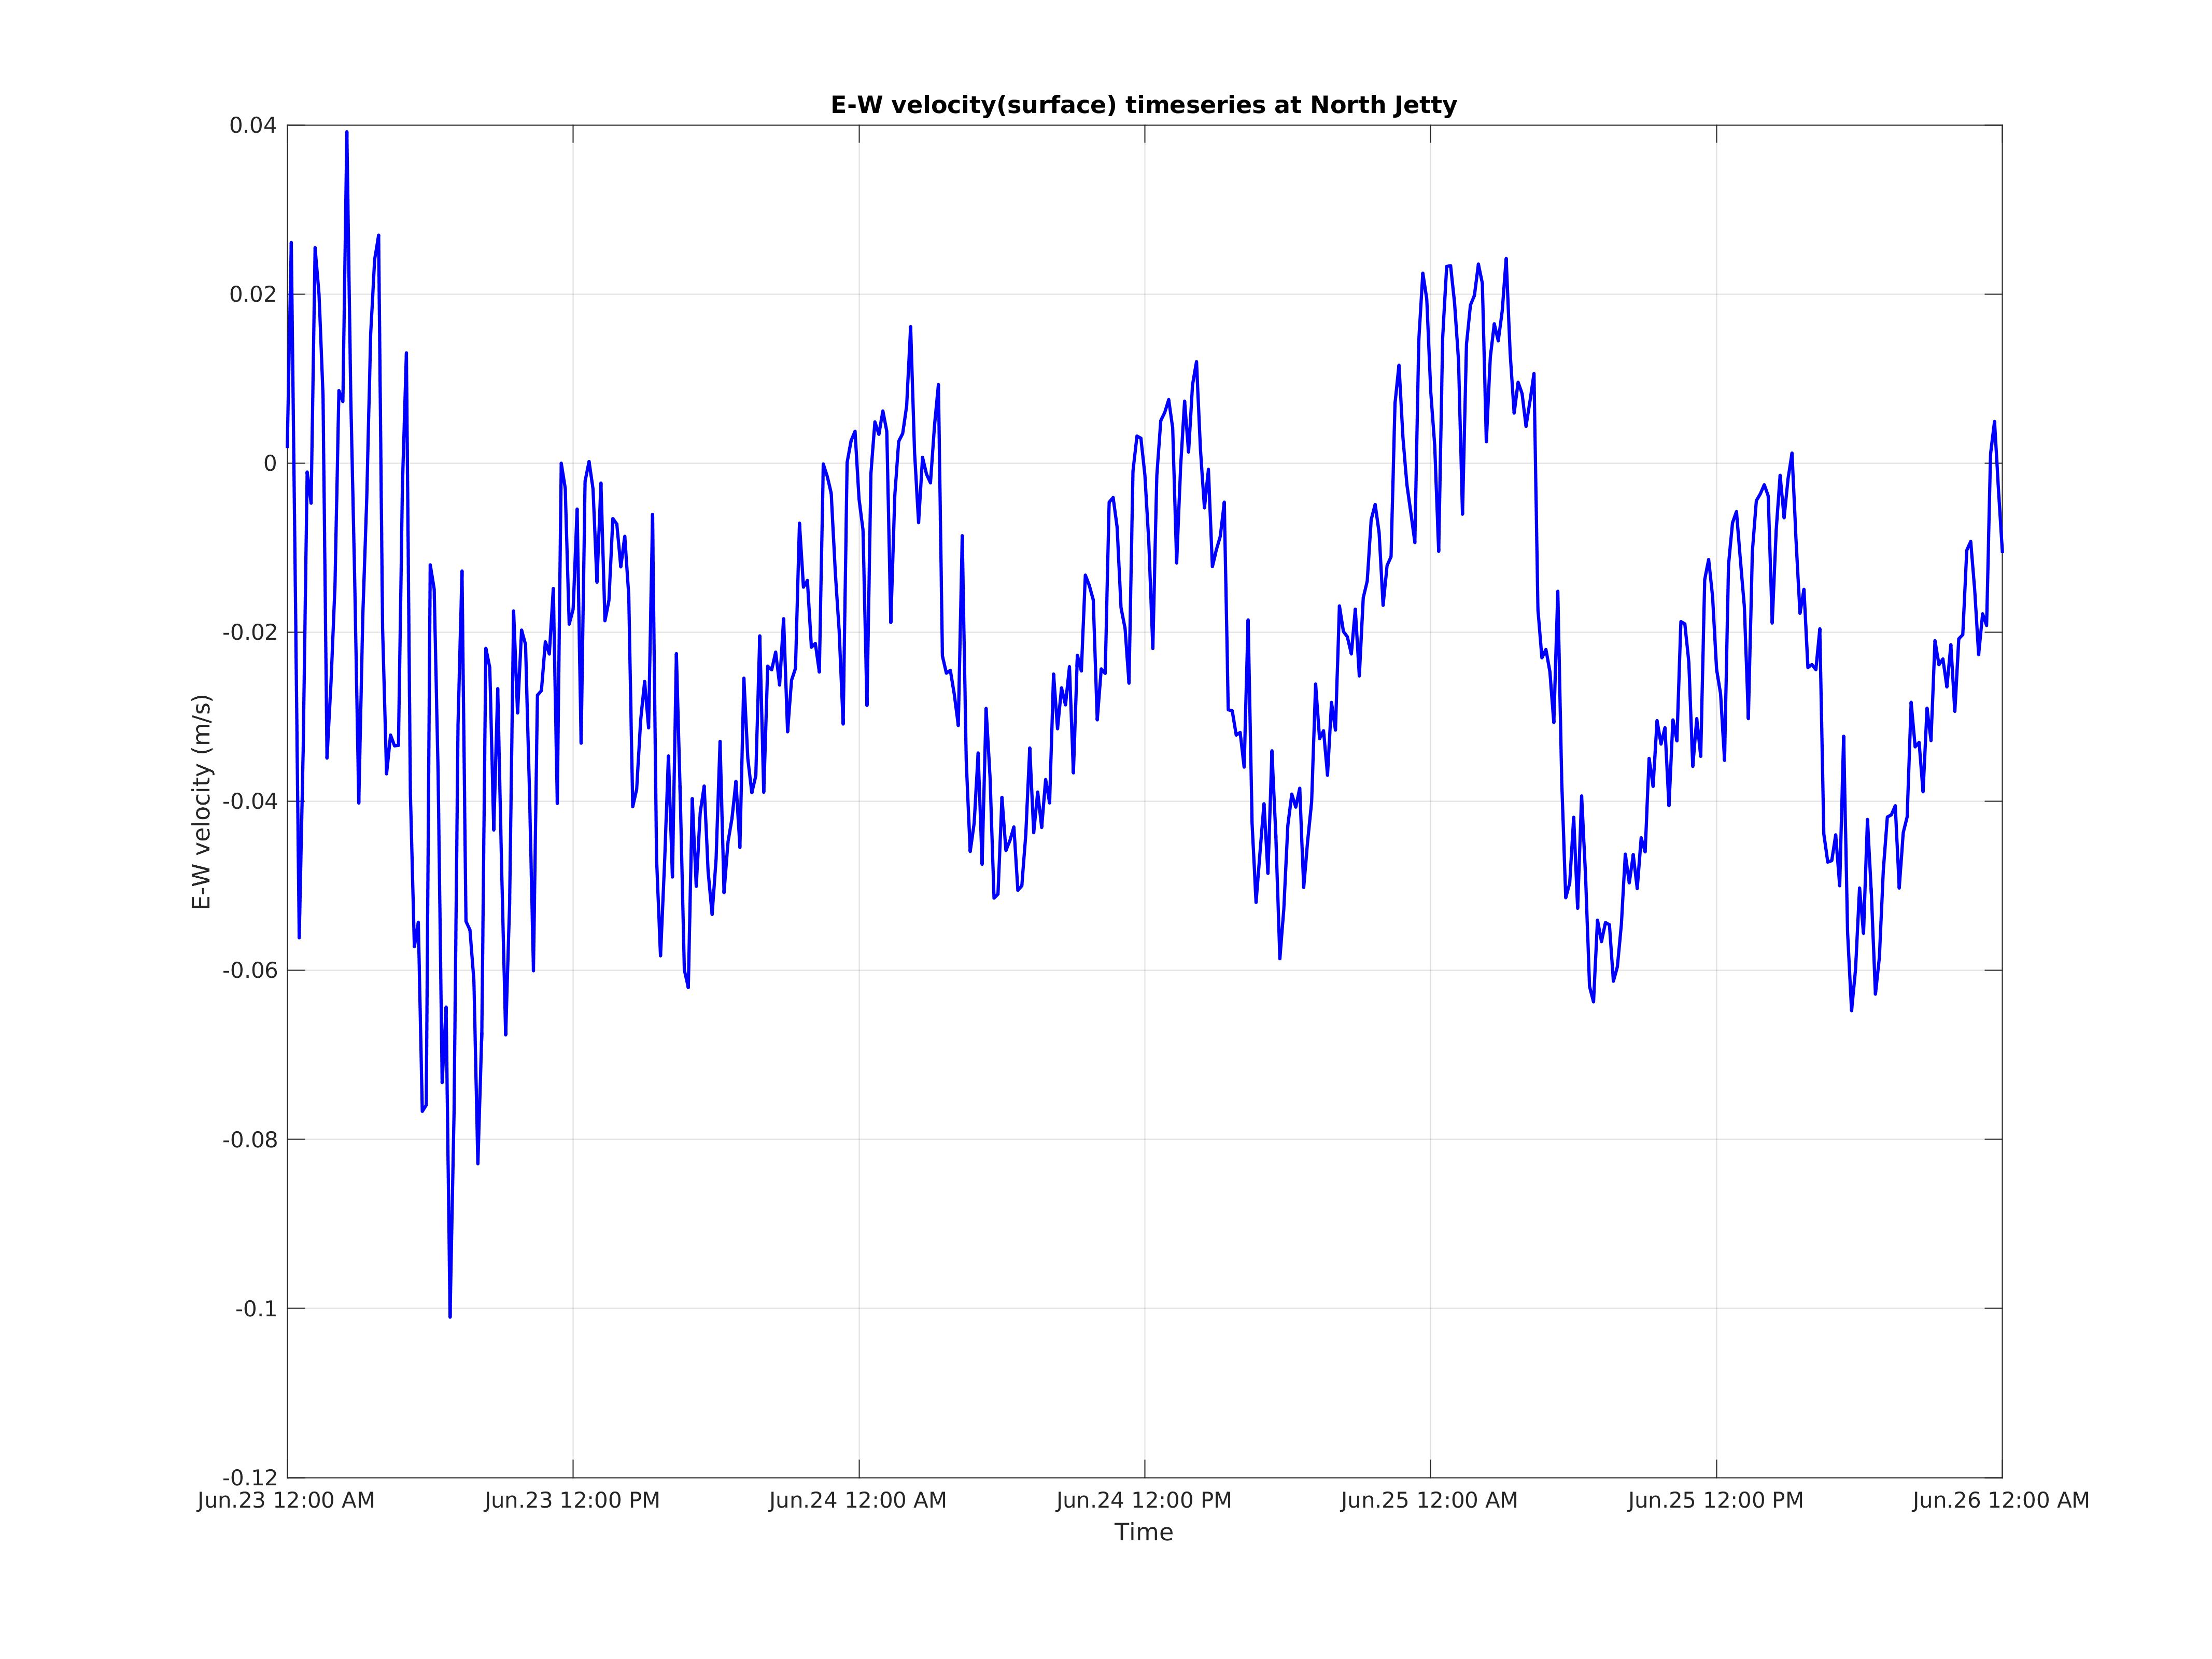 E-W velocity(surface) timeseries at North Jetty
0.04
0.02
0
-0.02
-0.04
-0.06
-0.08
-0.1
-0.12
E-W velocity (m/s)
Jun.23 12:00 AM Jun.23 12:00 PM Jun.24 12:00 AM Jun.24 12:00 PM Jun.25 12:00 AM Jun.25 12:00 PM Jun.26 12:00 AM
Time